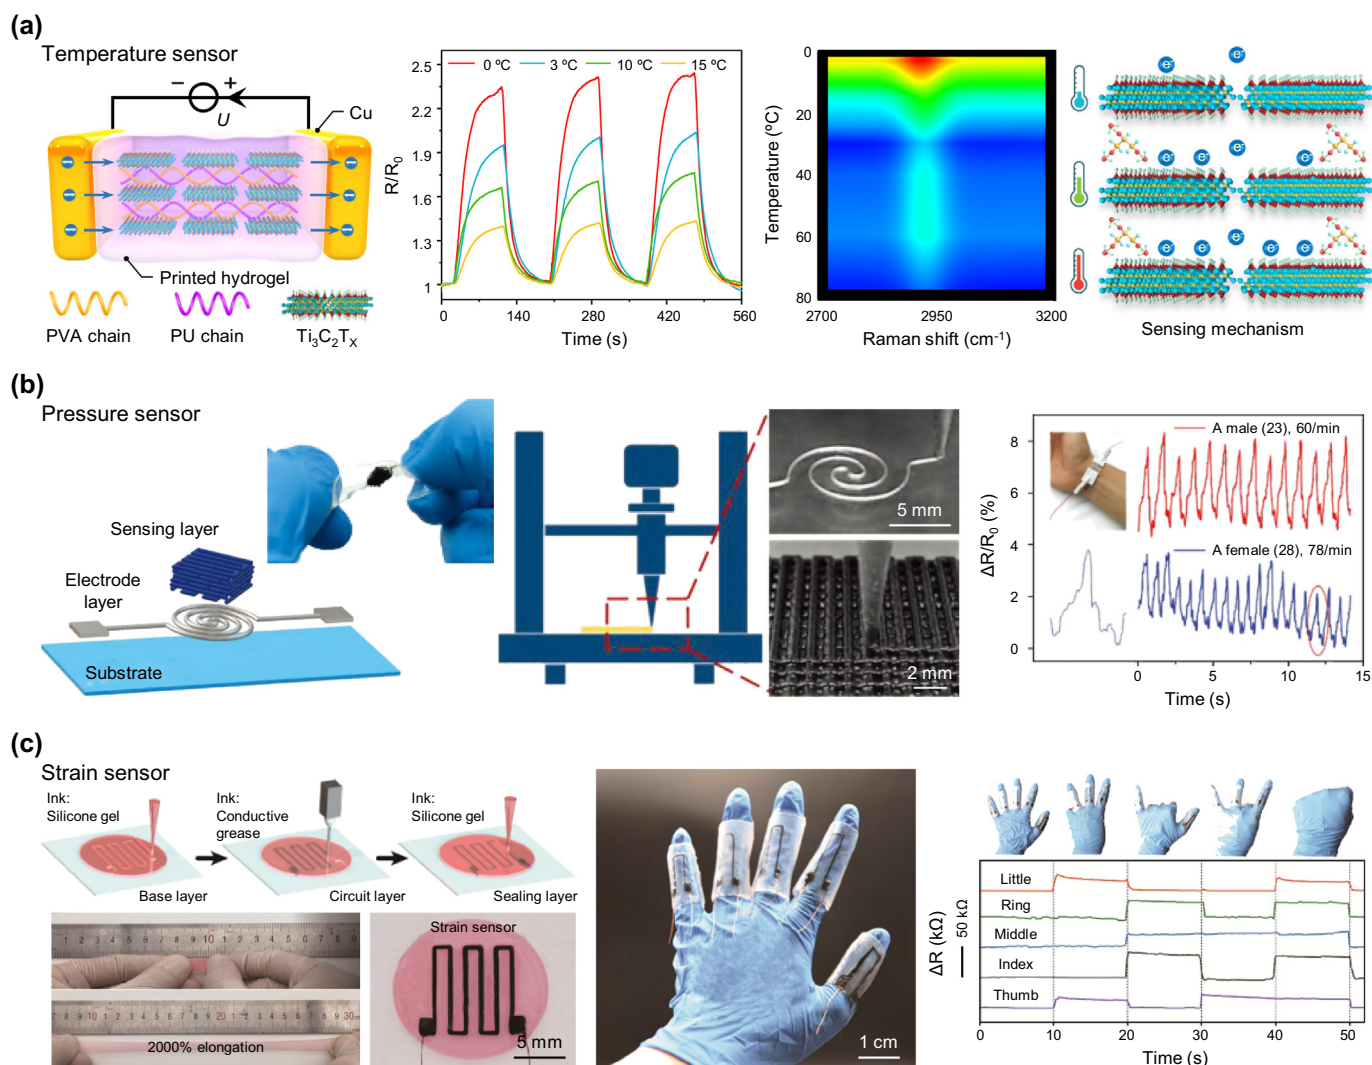 (a)
Temperature sensor
− +
U
Cu
Printed hydrogel
PVA chain
PU chain
Ti3C2TX
R/R0
2.5
2.2
1.9
1.6
1.3
1
0 ºC
3 ºC
10 ºC
15 ºC
0 140 280 420 560
Time (s)
Temperature (ºC)
0
20
40
60
80
2700 2950 3200
Raman shift (cm-1)
e-
e-
e-
e-
e-
e-
e-
e-
e-
e-
Sensing mechanism
(b)
Pressure sensor
Sensing layer
Electrode
layer
Substrate
5 mm
2 mm
ΔR/R0 (%)
8
6
4
2
0
A male (23), 60/min
A female (28), 78/min
0 5 10 15
Time (s)
(c)
Strain sensor
Ink:
Silicone gel
Base layer
Ink:
Conductive
grease
Circuit layer
Ink:
Silicone gel
Sealing layer
2000% elongation
Strain sensor
5 mm
1 cm
ΔR (kΩ)
50 kΩ
Little
Ring
Middle
Index
Thumb
0 10 20 30 40 50
Time (s)